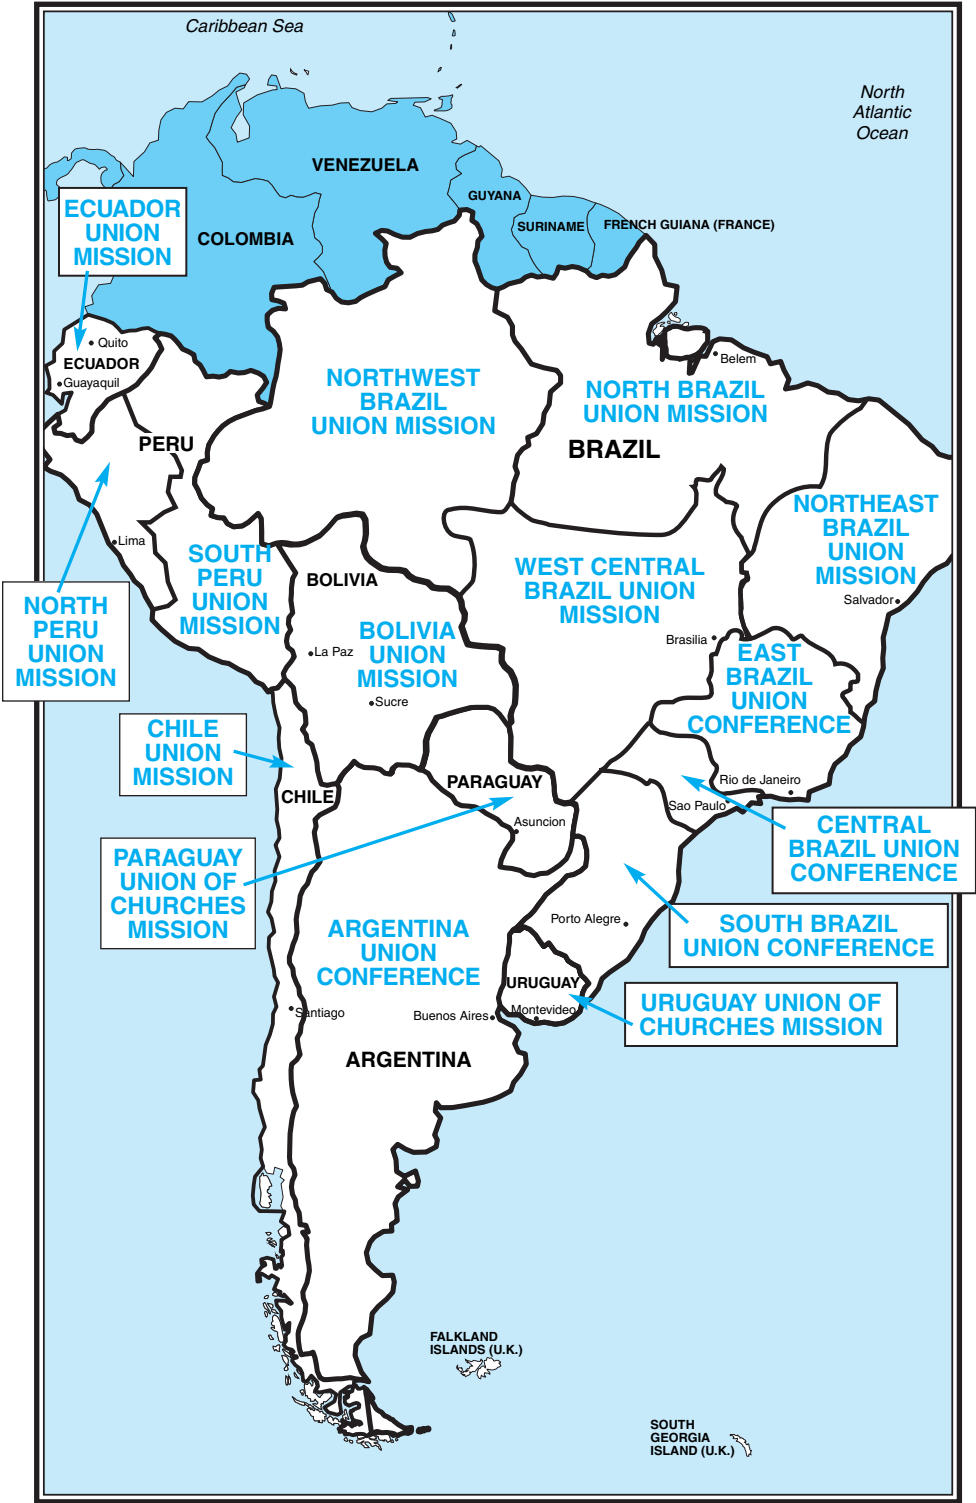 Caribbean Sea
North
Atlantic
Ocean
VENEZUELA
GUYANA
SURINAME
FRENCH GUIANA (FRANCE)
COLOMBIA
ECUADOR
UNION
MISSION
Quito
ECUADOR
Guayaquil
Belem
NORTHWEST
BRAZIL
UNION MISSION
NORTH BRAZIL
UNION MISSION
BRAZIL
PERU
NORTHEAST
BRAZIL
UNION
MISSION
Salvador
Lima
SOUTH
PERU
UNION
MISSION
BOLIVIA
WEST CENTRAL
BRAZIL UNION
MISSION
NORTH
PERU
UNION
MISSION
BOLIVIA
UNION
MISSION
La Paz
Sucre
Brasilia
EAST
BRAZIL
UNION
CONFERENCE
CHILE
UNION
MISSION
CHILE
PARAGUAY
Asuncion
Rio de Janeiro
Sao Paulo
CENTRAL
BRAZIL UNION
CONFERENCE
PARAGUAY
UNION OF
CHURCHES
MISSION
ARGENTINA
UNION
CONFERENCE
Porto Alegre
SOUTH BRAZIL
UNION CONFERENCE
URUGUAY
Montevideo
URUGUAY UNION OF
CHURCHES MISSION
Santiago
Buenos Aires
ARGENTINA
FALKLAND
ISLANDS (U.K.)
SOUTH
GEORGIA
ISLAND (U.K.)